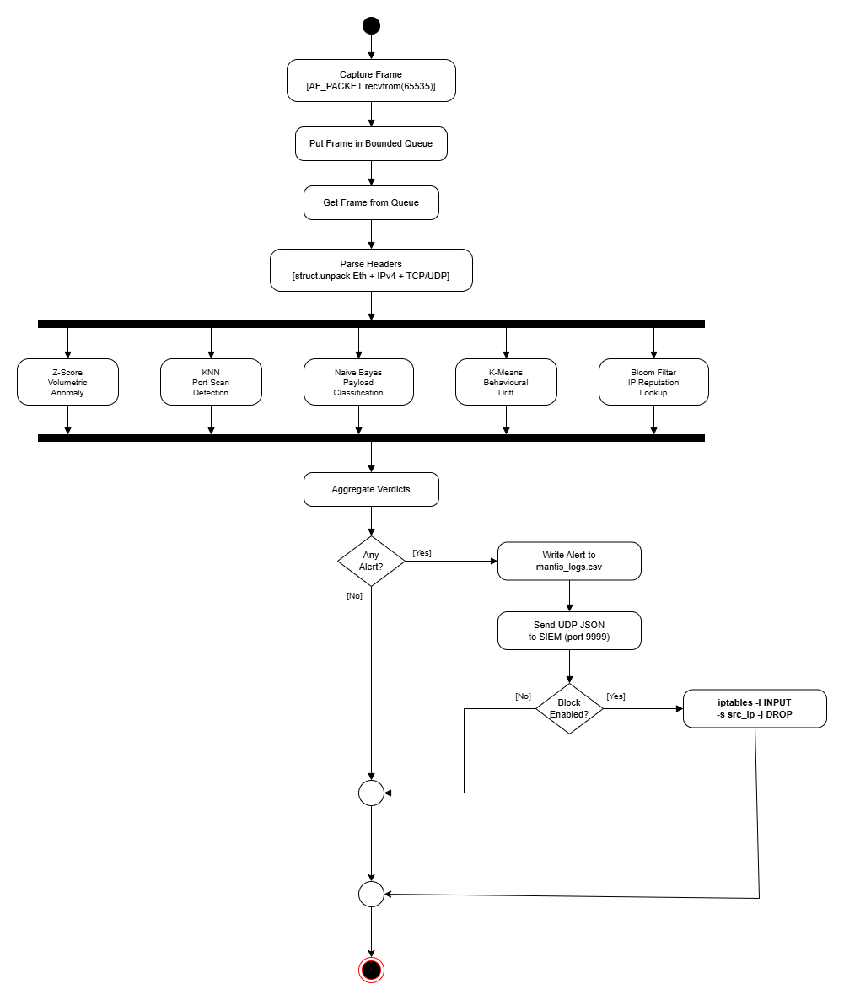 Capture Frame
[AF_PACKET recvfrom(65535)]
Put Frame in Bounded Queue
Get Frame from Queue
Parse Headers
[struct.unpack Eth + IPv4 + TCP/UDP]
Z-Score
Volumetric
Anomaly
KNN
Port Scan
Detection
Naive Bayes
Payload
Classification
K-Means
Behavioural
Drift
Bloom Filter
IP Reputation
Lookup
Aggregate Verdicts
Any
Alert?
[Yes]
[No]
Write Alert to
mantis_logs.csv
Send UDP JSON
to SIEM (port 9999)
Block
Enabled?
[No]
[Yes]
iptables -I INPUT
-s src_ip -j DROP